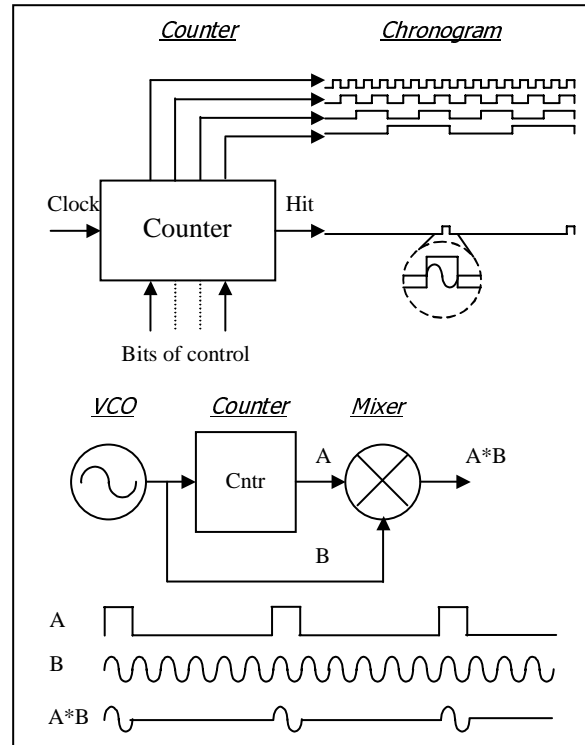 Counter Chronogram
Clock
Counter
Hit
Bits of control
VCO Counter Mixer
Cntr
A
A*B
B
A
B
A*B